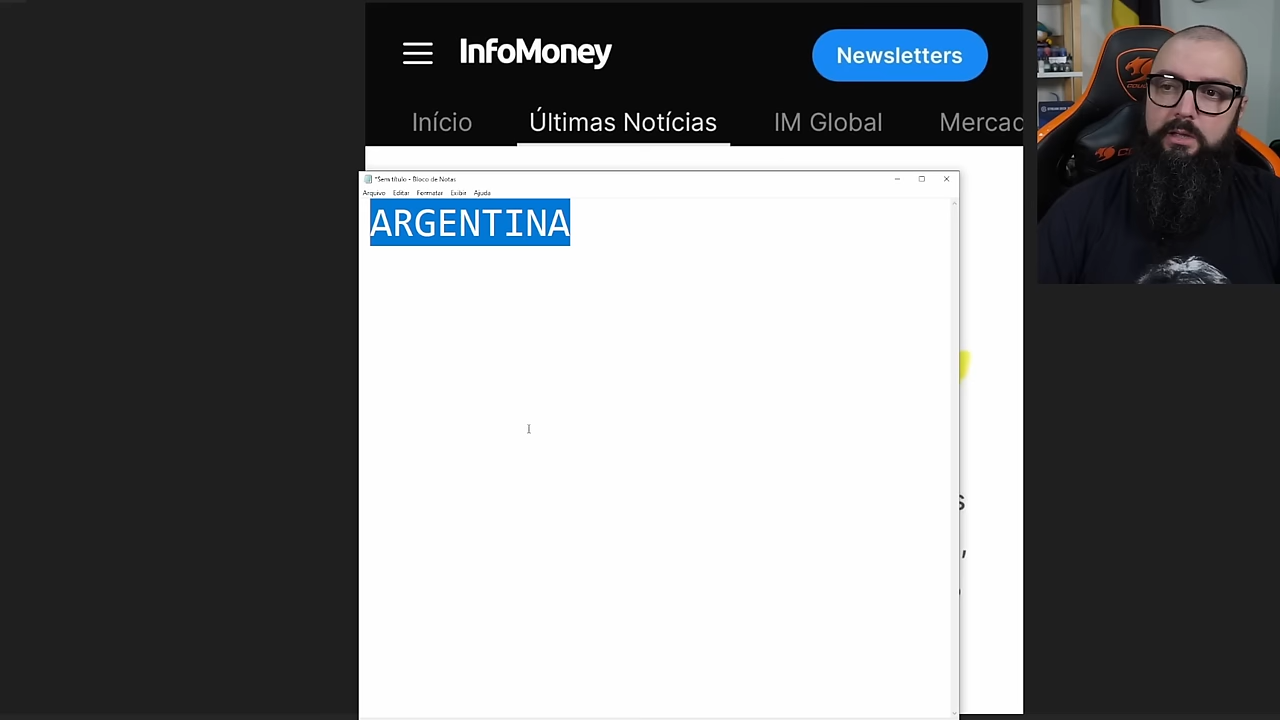 InfoMoney
Newsletters
Início Últimas Notícias IM Global Mercad
*Sem título - Bloco de Notas
Arquivo Editar Formatar Exibir Ajuda
ARGENTINA